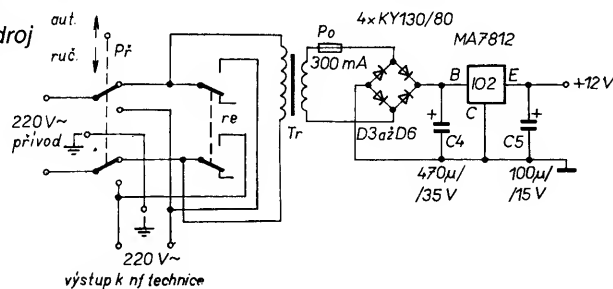 droj
aut.
ruč.
Př
220 V~
přívod
re
220 V~
výstup k nf technice
Tr
Po
300 mA
4×KY130/80
D3 až D6
MA7812
B
IO2
E
C
+
C4
470µ/
/35 V
+
C5
100µ/
/15 V
+12V